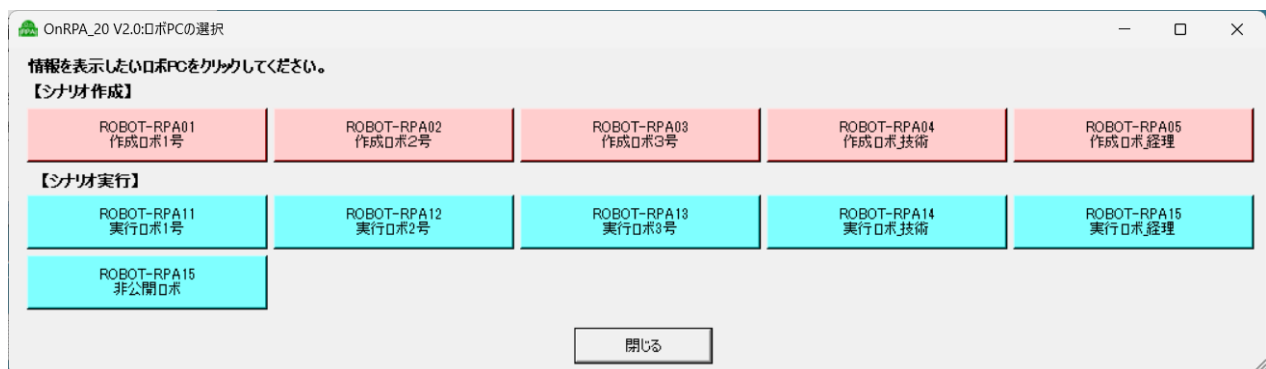 OnRPA_20 V2.0:ロボPCの選択
情報を表示したいロボPCをクリックしてください。
【シナリオ作成】
ROBOT-RPA01
作成ロボ1号
ROBOT-RPA02
作成ロボ2号
ROBOT-RPA03
作成ロボ3号
ROBOT-RPA04
作成ロボ_技術
ROBOT-RPA05
作成ロボ_経理
【シナリオ実行】
ROBOT-RPA11
実行ロボ1号
ROBOT-RPA12
実行ロボ2号
ROBOT-RPA13
実行ロボ3号
ROBOT-RPA14
実行ロボ_技術
ROBOT-RPA15
実行ロボ_経理
ROBOT-RPA15
非公開ロボ
閉じる